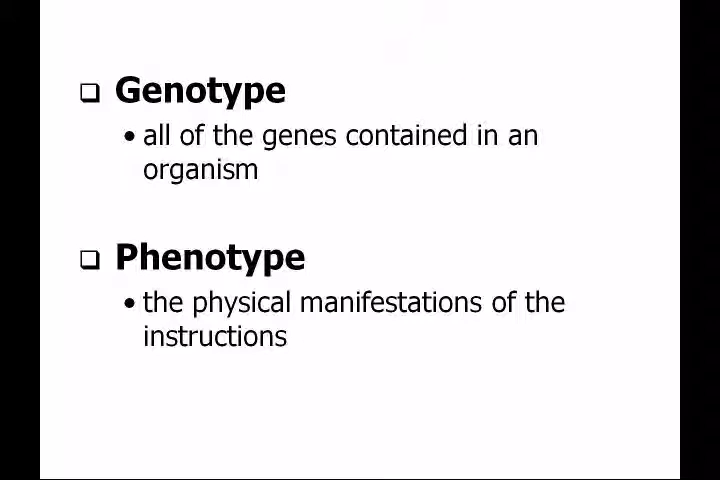 ❑ Genotype
• all of the genes contained in an
organism
❑ Phenotype
• the physical manifestations of the
instructions